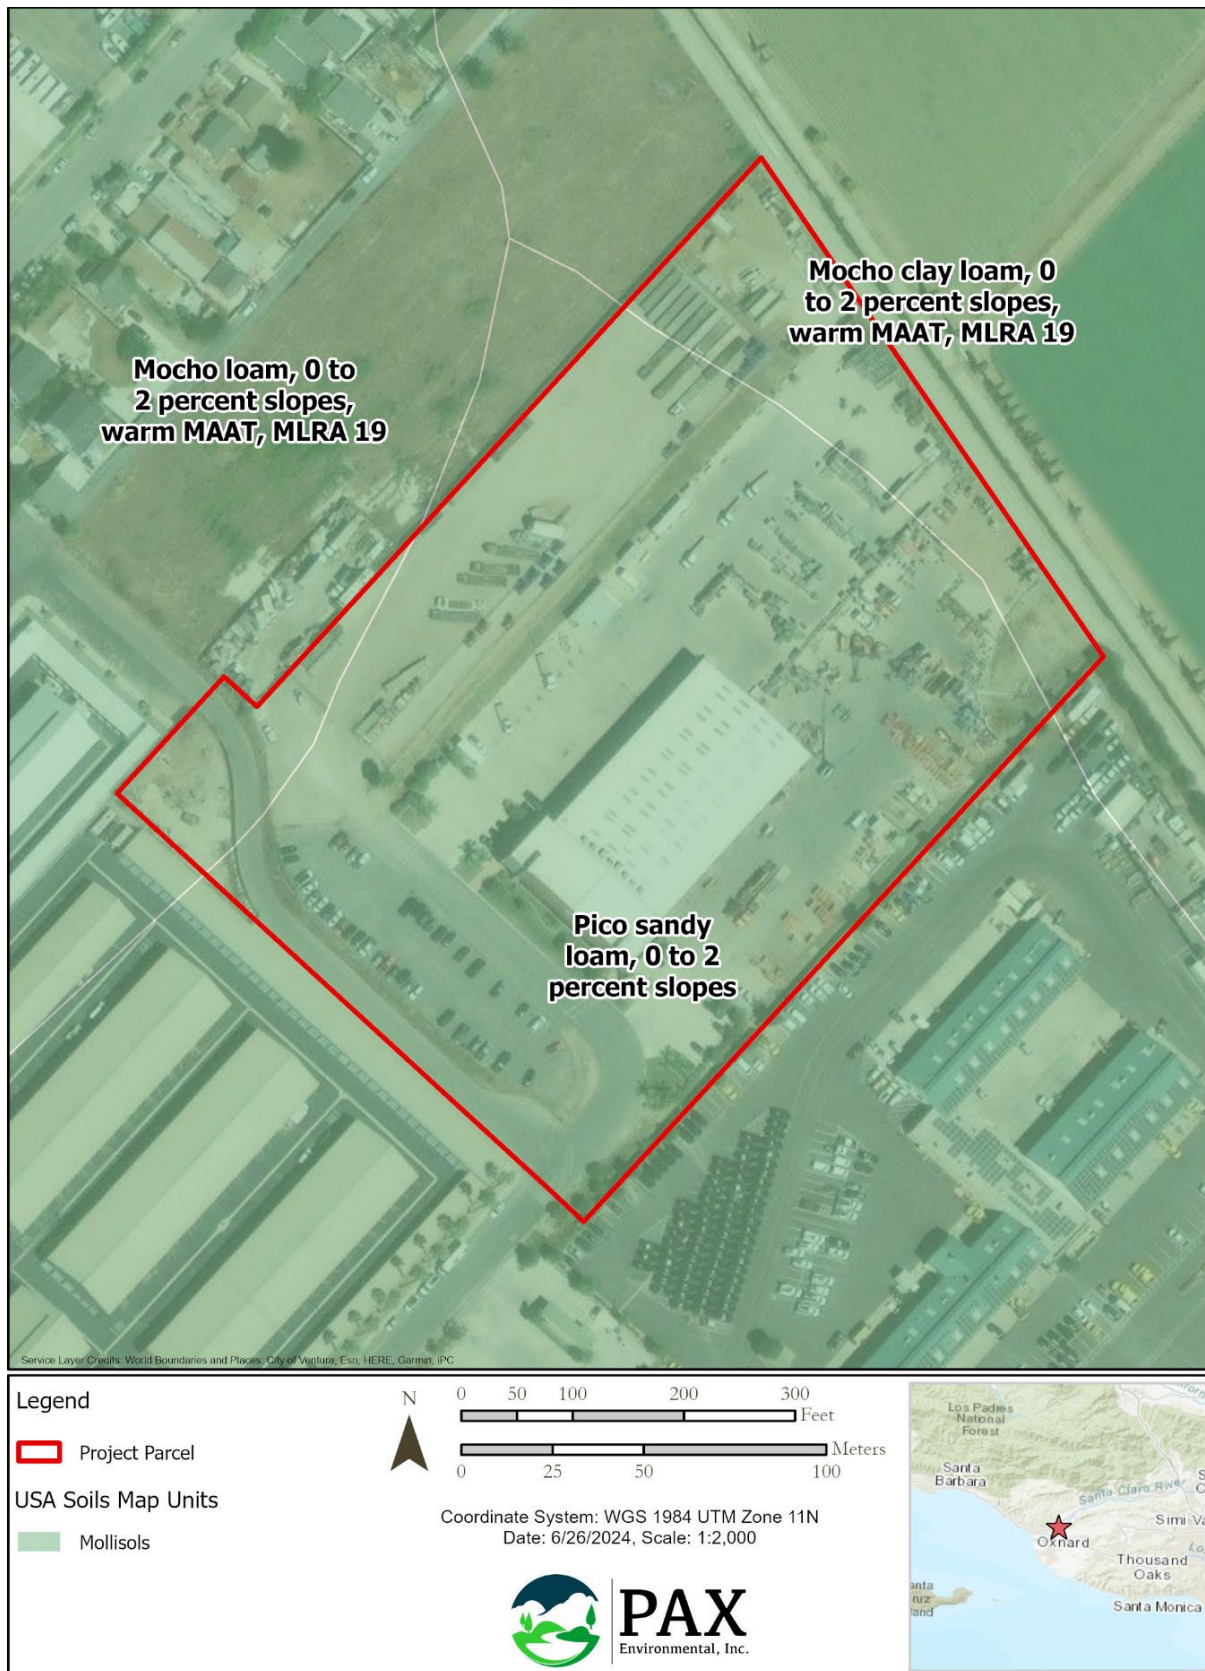 Mocho clay loam, 0
to 2 percent slopes,
warm MAAT, MLRA 19
Mocho loam, 0 to
2 percent slopes,
warm MAAT, MLRA 19
Pico sandy
loam, 0 to 2
percent slopes
Service Layer Credits: World Boundaries and Places: City of Ventura, Esri, HERE, Garmin, iPC
Legend
Project Parcel
USA Soils Map Units
Mollisols
N
0 50 100 200 300
Feet
Meters
0 25 50 100
Coordinate System: WGS 1984 UTM Zone 11N
Date: 6/26/2024, Scale: 1:2,000
PAX
Environmental, Inc.
Los Padres
National
Forest
Santa
Barbara
Santa Clara River
Simi Va
Oxnard
Thousand
Oaks
Santa Monica